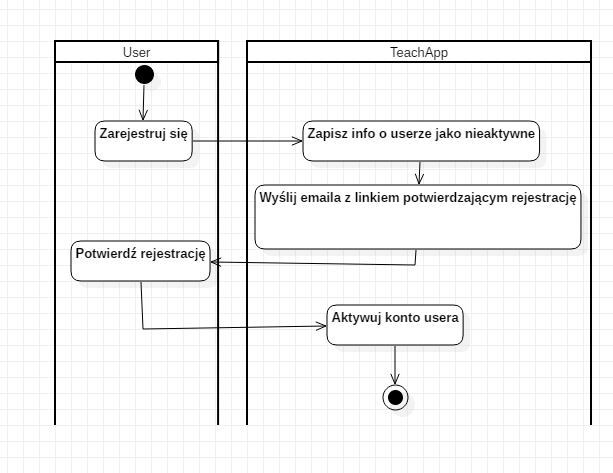 User
TeachApp
Zarejestruj się
Zapisz info o userze jako nieaktywne
Wyślij emaila z linkiem potwierdzającym rejestrację
Potwierdź rejestrację
Aktywuj konto usera